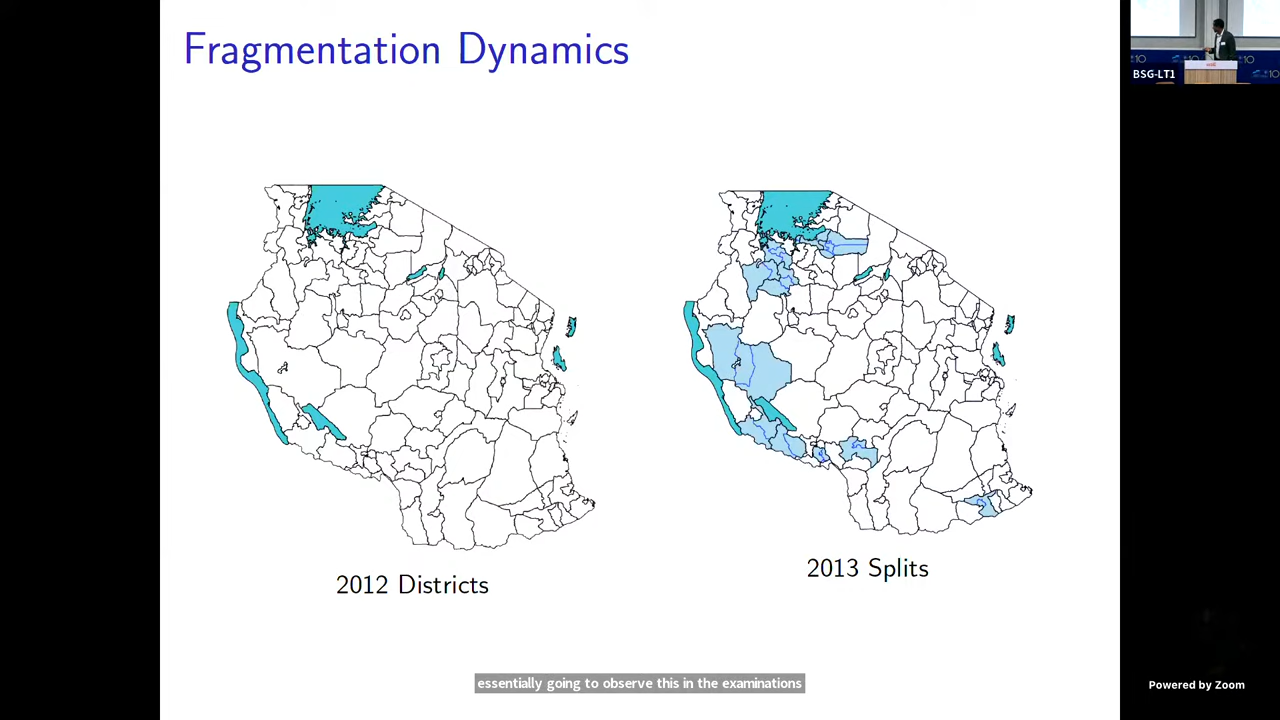 Fragmentation Dynamics
BSG-LT1
2012 Districts
2013 Splits
essentially going to observe this in the examinations
Powered by Zoom